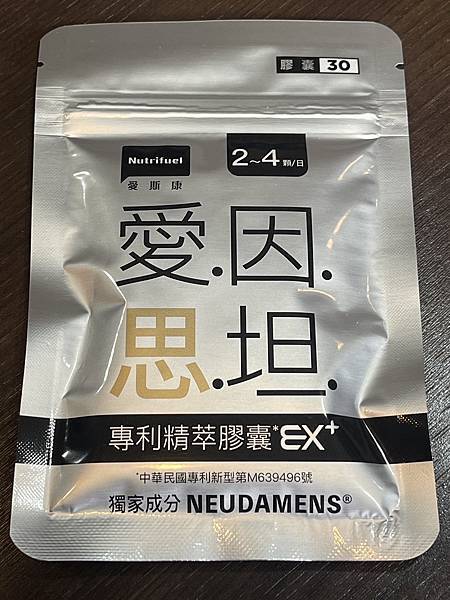 膠囊 30
Nutrifuel
愛斯康
2~4 顆/日
愛.因.
思.坦.
專利精萃膠囊*EX+
*中華民國專利新型第M639496號
獨家成分 NEUDAMENS®